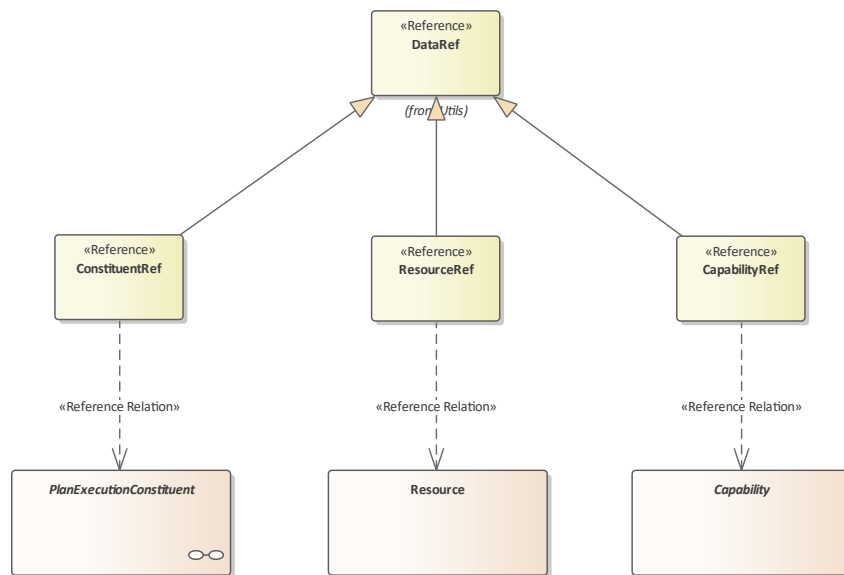 «Reference»
DataRef
(from Utils)
«Reference»
ConstituentRef
«Reference»
ResourceRef
«Reference»
CapabilityRef
«Reference Relation»
«Reference Relation»
«Reference Relation»
PlanExecutionConstituent
Resource
Capability